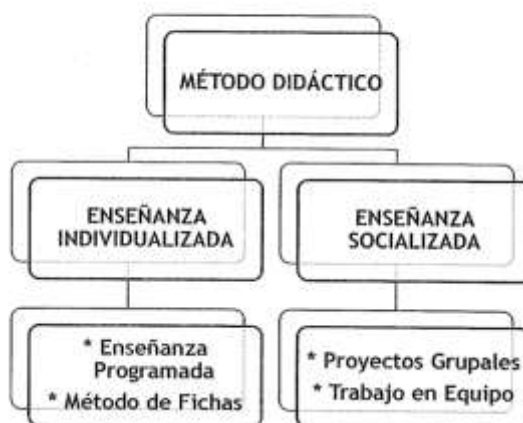 MÉTODO DIDÁCTICO
ENSEÑANZA
INDIVIDUALIZADA
ENSEÑANZA
SOCIALIZADA
* Enseñanza
Programada
* Método de Fichas
* Proyectos Grupales
* Trabajo en Equipo